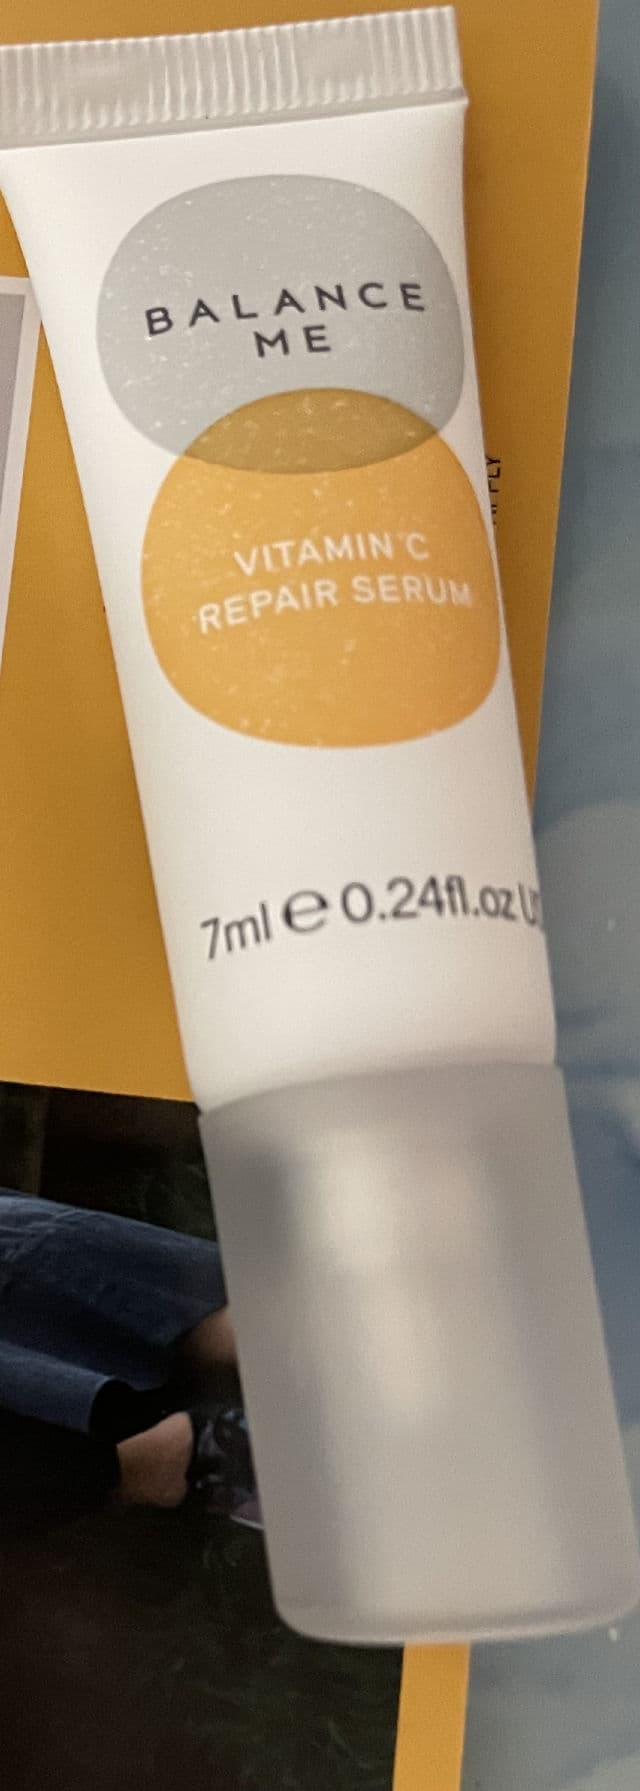 BALANCE
ME
VITAMIN C
REPAIR SERUM
7ml e 0.24fl.oz